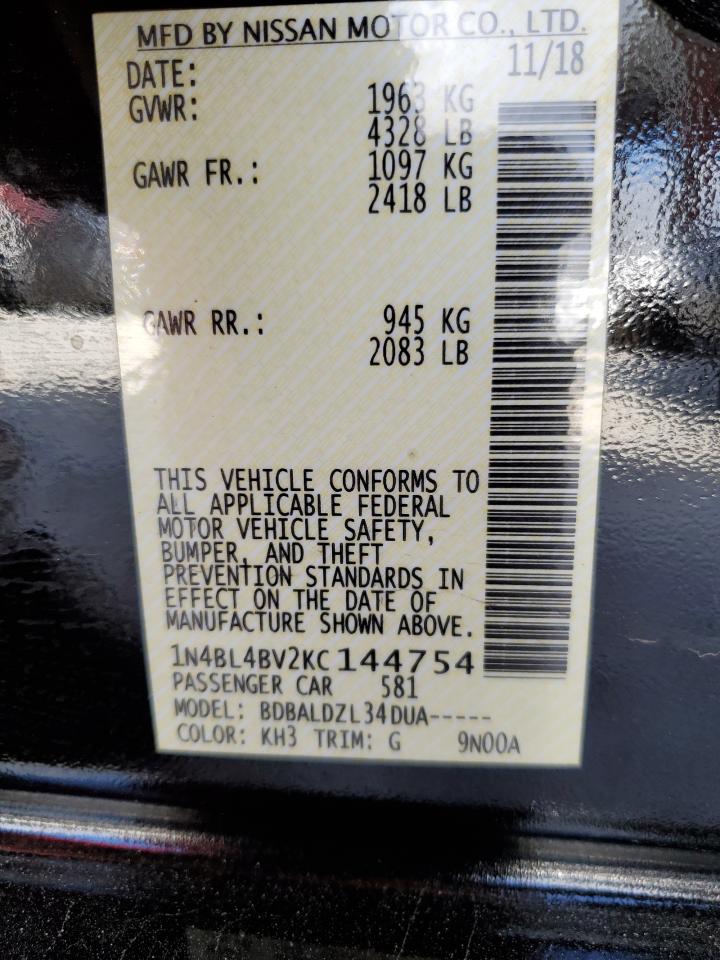 MFD BY NISSAN MOTOR CO., LTD.
DATE: 11/18
GVWR: 1963 KG
4328 LB
GAWR FR.: 1097 KG
2418 LB
GAWR RR.: 945 KG
2083 LB
THIS VEHICLE CONFORMS TO
ALL APPLICABLE FEDERAL
MOTOR VEHICLE SAFETY,
BUMPER, AND THEFT
PREVENTION STANDARDS IN
EFFECT ON THE DATE OF
MANUFACTURE SHOWN ABOVE.
1N4BL4BV2KC144754
PASSENGER CAR 581
MODEL: BDBALDZL34DUA-----
COLOR: KH3 TRIM: G 9N00A